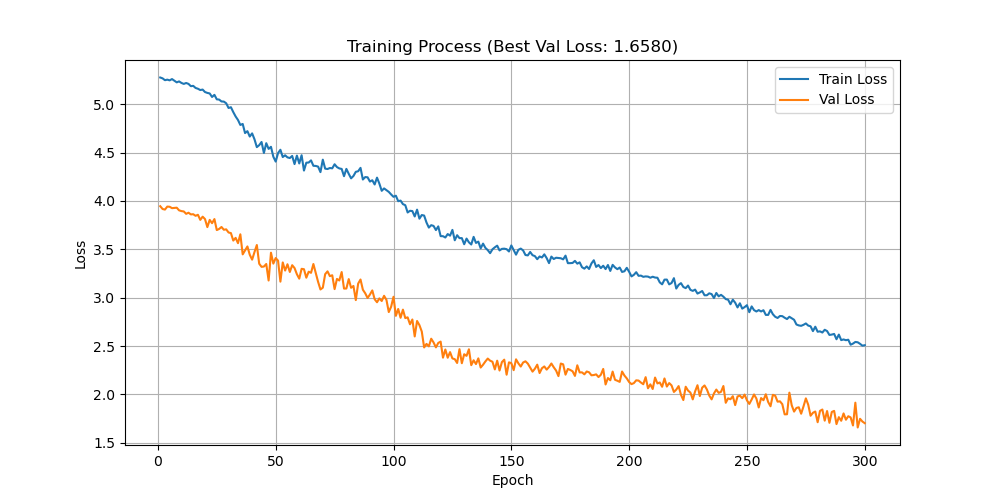 Training Process (Best Val Loss: 1.6580)
Train Loss
Val Loss
5.0
4.5
4.0
3.5
3.0
2.5
2.0
1.5
Loss
0 50 100 150 200 250 300
Epoch